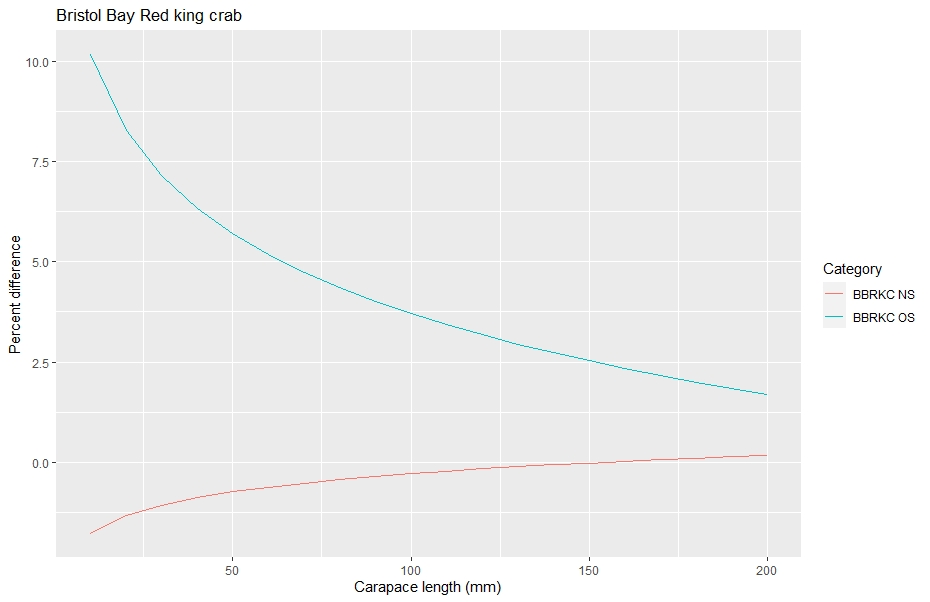 Bristol Bay Red king crab
10.0
7.5
5.0
2.5
0.0
Percent difference
50 100 150 200
Carapace length (mm)
Category
BBRKC NS
BBRKC OS